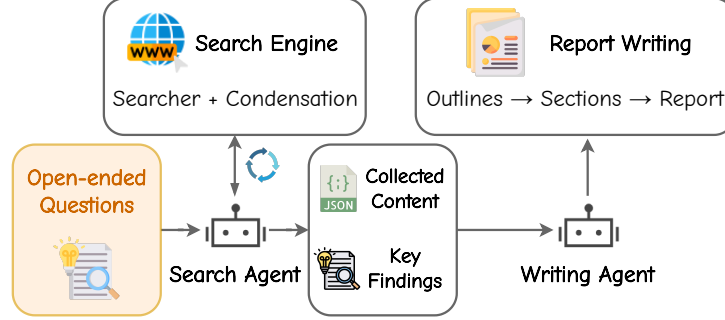 WWW
Search Engine
Searcher + Condensation
Report Writing
Outlines → Sections → Report
Open-ended
Questions
Search Agent
{;}
JSON
Collected
Content
Key
Findings
Writing Agent